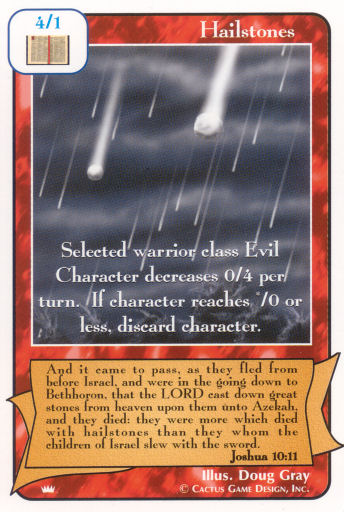 4/1
Hailstones
Selected warrior class Evil
Character decreases 0/4 per
turn. If character reaches */0 or
less, discard character.
And it came to pass, as they fled from
before Israel, and were in the going down to
Bethhoron, that the LORD cast down great
stones from heaven upon them unto Azekah,
and they died: they were more which died
with hailstones than they whom the
children of Israel slew with the sword.
Joshua 10:11
Illus. Doug Gray
© Cactus Game Design, Inc.